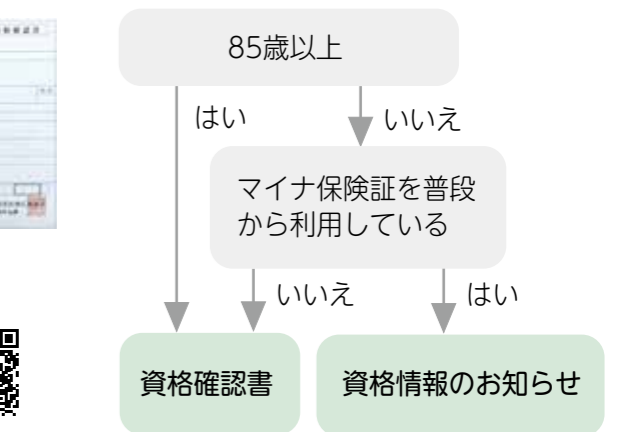 85歳以上
はい
いいえ
マイナ保険証を普段
から利用している
いいえ
はい
資格確認書
資格情報のお知らせ